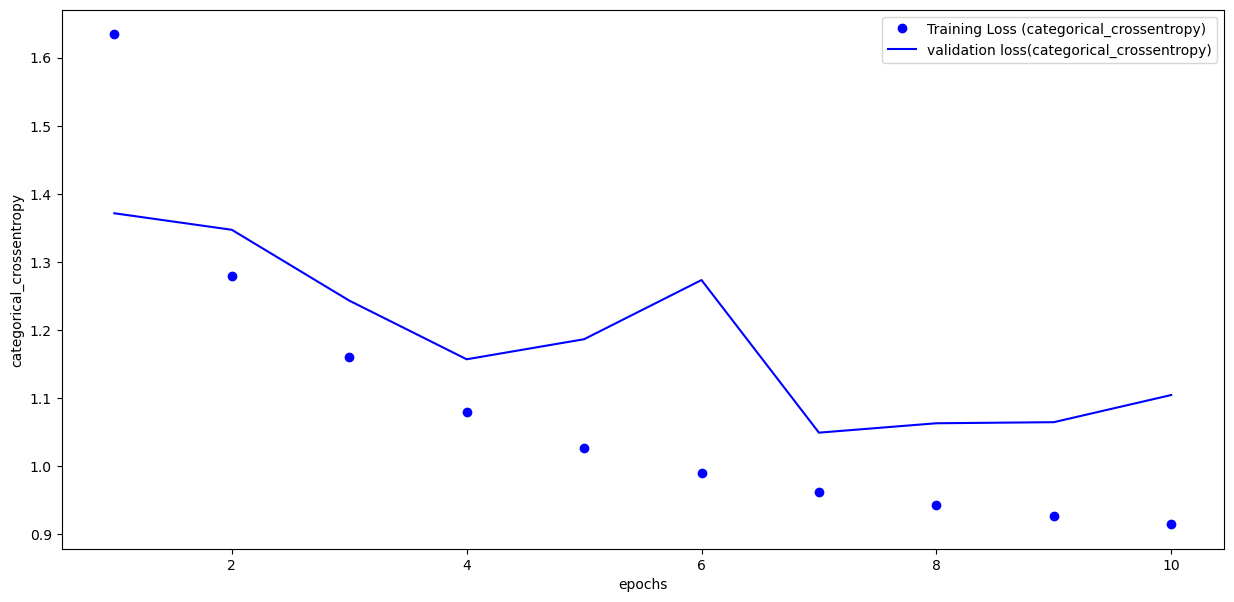 Training Loss (categorical_crossentropy)
validation loss(categorical_crossentropy)
categorical_crossentropy
1.6
1.5
1.4
1.3
1.2
1.1
1.0
0.9
2 4 6 8 10
epochs